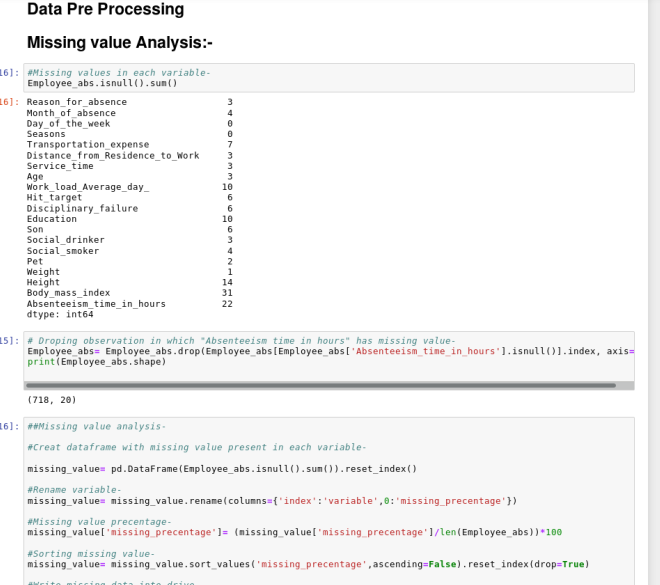 Data Pre Processing
Missing value Analysis:-
16]: #Missing values in each variable-
Employee_abs.isnull().sum()
16]: Reason_for_absence 3
Month_of_absence 4
Day_of_the_week 0
Seasons 0
Transportation_expense 7
Distance_from_Residence_to_Work 3
Service_time 3
Age 3
Work_load_Average_day_ 10
Hit_target 6
Disciplinary_failure 6
Education 10
Son 6
Social_drinker 3
Social_smoker 4
Pet 2
Weight 1
Height 14
Body_mass_index 31
Absenteeism_time_in_hours 22
dtype: int64
15]: # Droping observation in which "Absenteeism time in hours" has missing value-
Employee_abs= Employee_abs.drop(Employee_abs[Employee_abs['Absenteeism_time_in_hours'].isnull()].index, axis=
print(Employee_abs.shape)
(718, 20)
16]: ##Missing value analysis-
#Creat dataframe with missing value present in each variable-
missing_value= pd.DataFrame(Employee_abs.isnull().sum()).reset_index()
#Rename variable-
missing_value= missing_value.rename(columns={'index':'variable',0:'missing_precentage'})
#Missing value precentage-
missing_value['missing_precentage']= (missing_value['missing_precentage']/len(Employee_abs))*100
#Sorting missing value-
missing_value= missing_value.sort_values('missing_precentage',ascending=False).reset_index(drop=True)
#Write missing data into drive